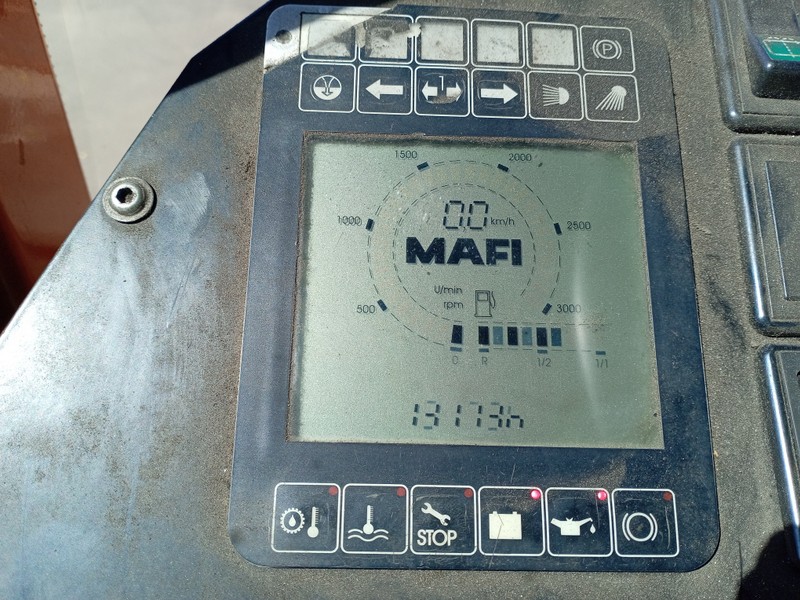 P
1
1500 2000
0,0 km/h
1000 2500
MAFI
U/min
rpm
500 3000
0 R 1/2 1/1
13173h
STOP